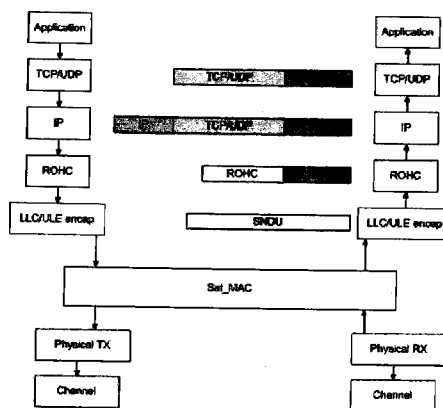 Application
Application
TCP/UDP
TCP/UDP
TCP/UDP
IP
IP
TCP/UDP
IP
ROHC
ROHC
ROHC
LLC/ULE encap
SNDU
LLC/ULE encap
Sat_MAC
Physical TX
Physical RX
Channel
Channel